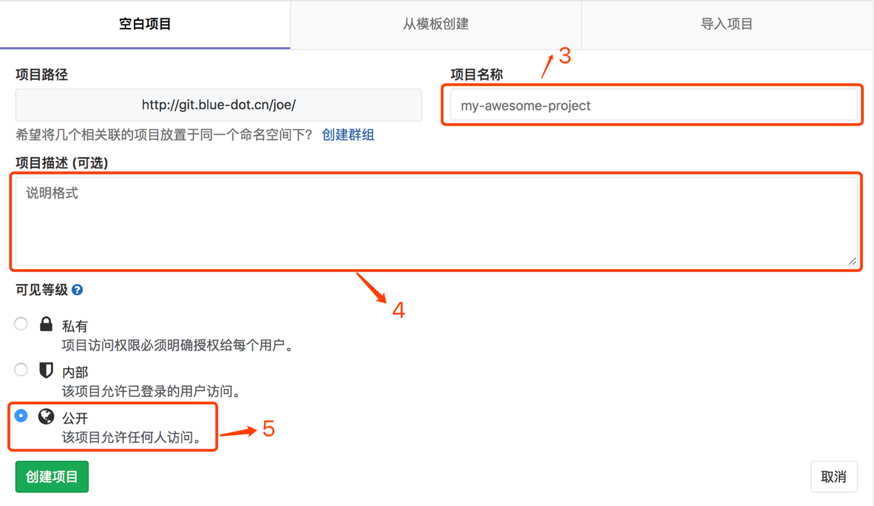 空白项目 从模板创建 导入项目
3
项目路径 项目名称
http://git.blue-dot.cn/joe/ my-awesome-project
希望将几个相关联的项目放置于同一个命名空间下? 创建群组
项目描述 (可选)
说明格式
4
可见等级 ?
私有
项目访问权限必须明确授权给每个用户。
内部
该项目允许已登录的用户访问。
公开
该项目允许任何人访问。
5
创建项目 取消